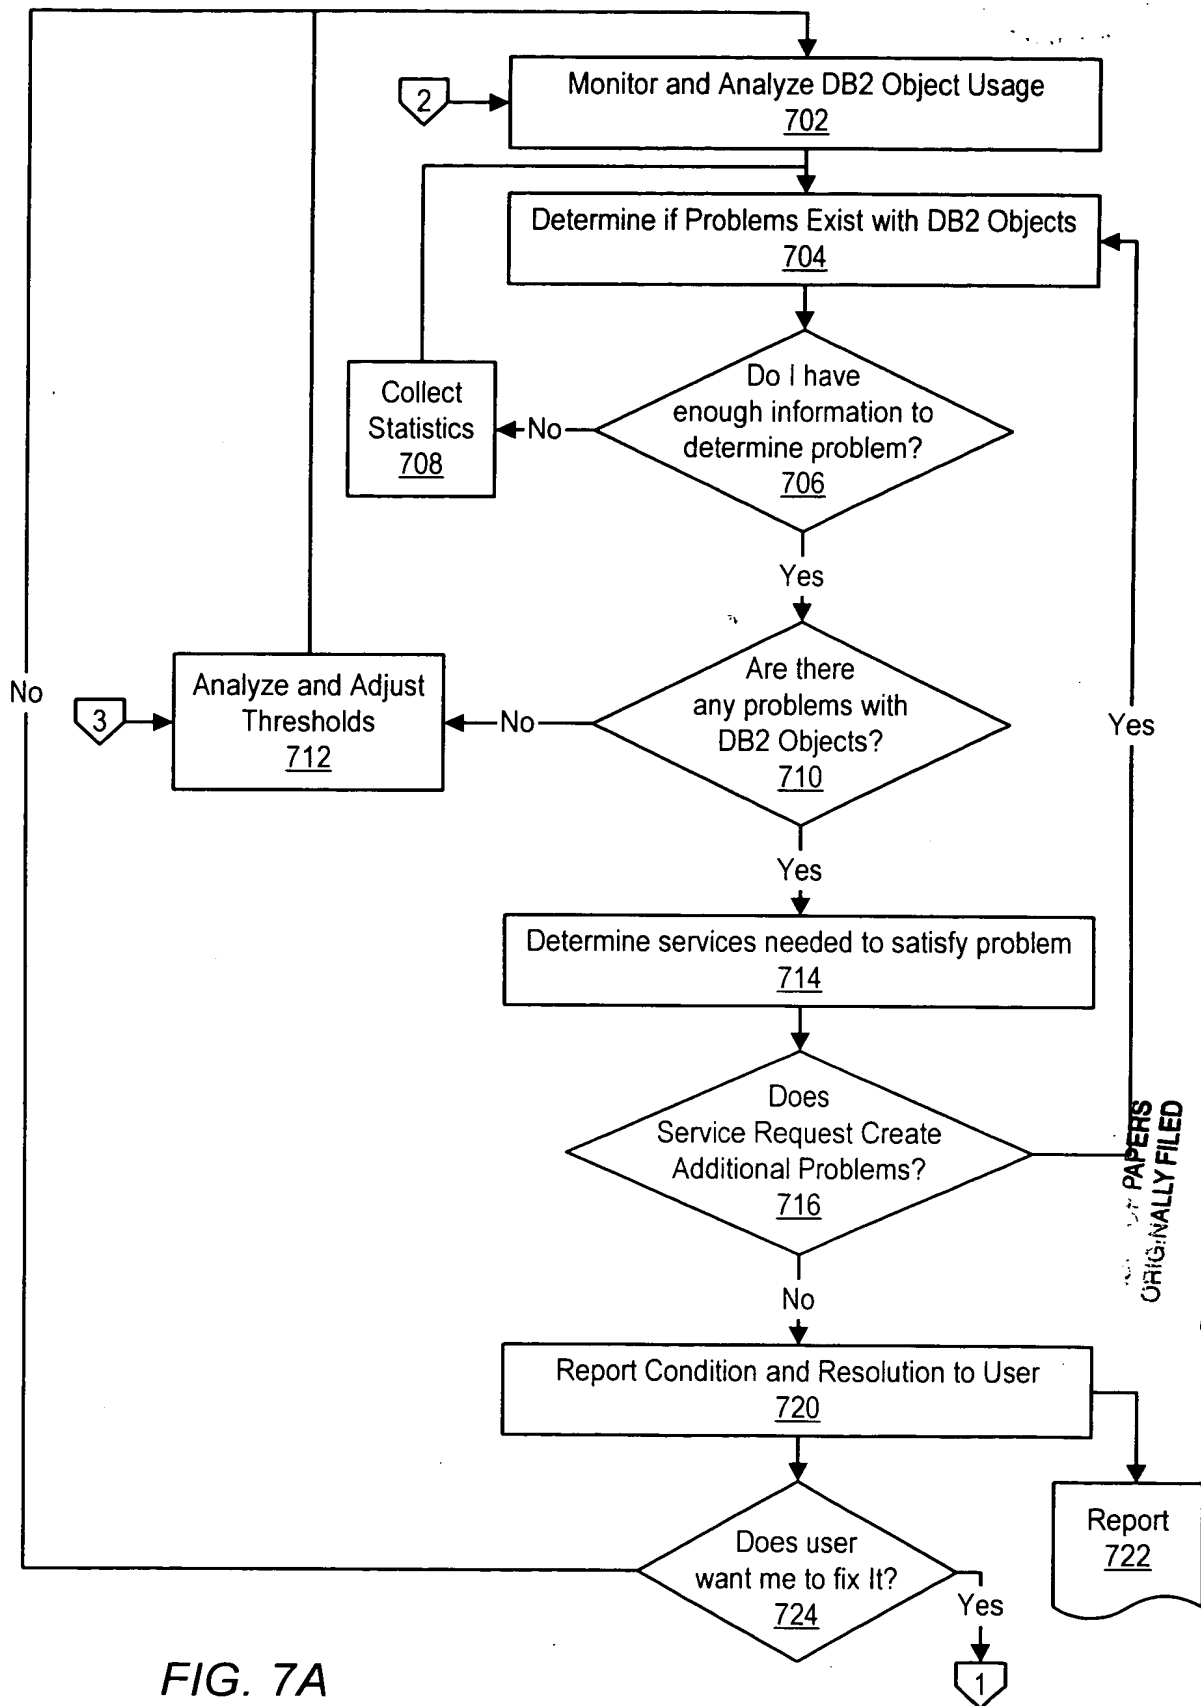 Monitor and Analyze DB2 Object Usage
702
2
Determine if Problems Exist with DB2 Objects
704
Do I have
enough information to
determine problem?
706
No
Collect
Statistics
708
Yes
Are there
any problems with
DB2 Objects?
710
No
Analyze and Adjust
Thresholds
712
3
No
Yes
Yes
Determine services needed to satisfy problem
714
Does
Service Request Create
Additional Problems?
716
PAPERS
ORIGINALLY FILED
No
Report Condition and Resolution to User
720
Report
722
Does user
want me to fix It?
724
Yes
1
FIG. 7A